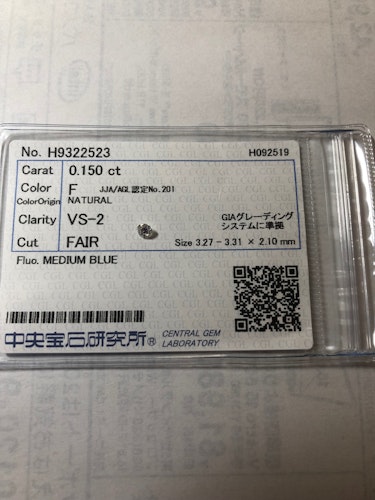 No. H9322523 H092519
Carat 0.150 ct
Color F JJA/AGL認定No.201
ColorOrigin NATURAL
Clarity VS-2 GIAグレーディング
システムに準拠
Cut FAIR Size 3.27 - 3.31 × 2.10 mm
Fluo. MEDIUM BLUE
中央宝石研究所® CENTRAL GEM
LABORATORY